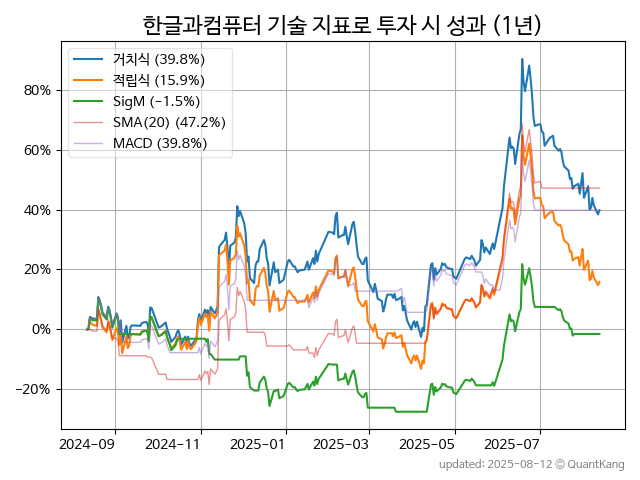 한글과컴퓨터 기술 지표로 투자 시 성과 (1년)
거치식 (39.8%)
적립식 (15.9%)
SigM (-1.5%)
SMA(20) (47.2%)
MACD (39.8%)
80%
60%
40%
20%
0%
−20%
2024-09 2024-11 2025-01 2025-03 2025-05 2025-07
updated: 2025-08-12 © QuantKang